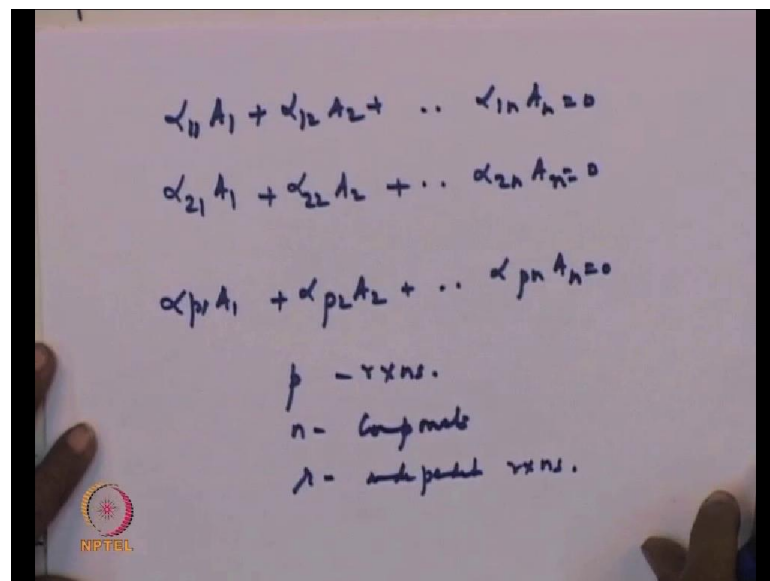 α₁₁ A₁ + α₁₂ A₂ + .. α₁ₙ Aₙ = 0
α₂₁ A₁ + α₂₂ A₂ + .. α₂ₙ Aₙ = 0
αₚ₁ A₁ + αₚ₂ A₂ + .. αₚₙ Aₙ = 0
p - rxns.
n - Components
r - independent rxns.
NPTEL